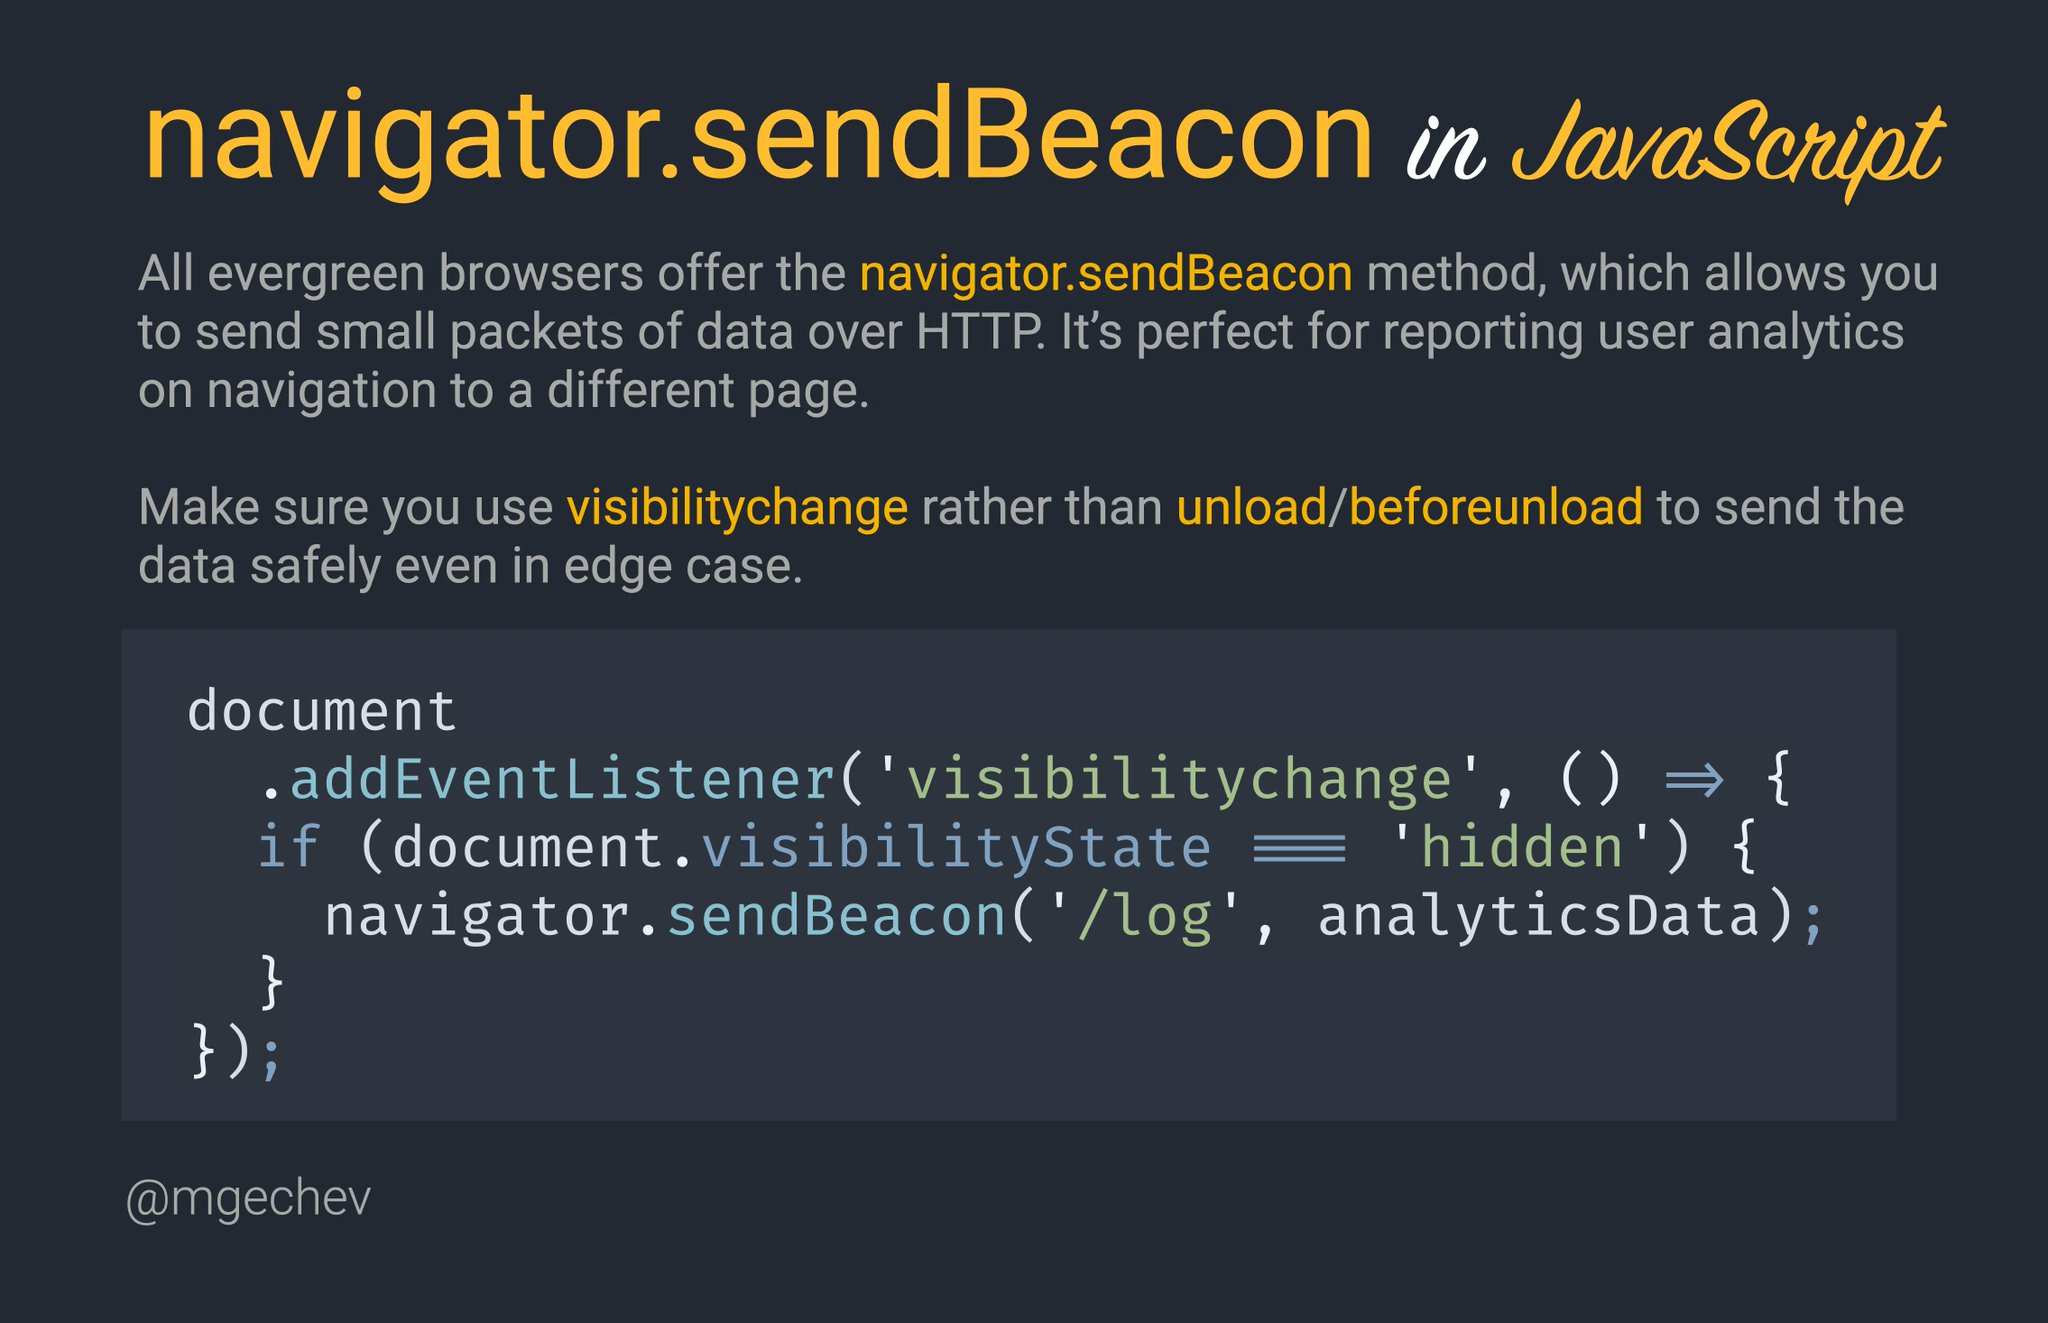 navigator.sendBeacon in JavaScript
All evergreen browsers offer the navigator.sendBeacon method, which allows you
to send small packets of data over HTTP. It’s perfect for reporting user analytics
on navigation to a different page.
Make sure you use visibilitychange rather than unload/beforeunload to send the
data safely even in edge case.
document
  .addEventListener('visibilitychange', () => {
  if (document.visibilityState === 'hidden') {
    navigator.sendBeacon('/log', analyticsData);
  }
});
@mgechev